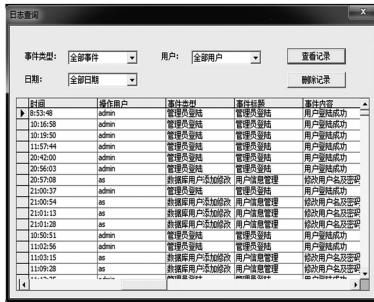 日志查询
事件类型: 全部事件 用户: 全部用户 查看记录
日期: 全部日期 删除记录
时间 操作用户 事件类型 事件标题 事件内容
8:53:48 admin 管理员登陆 管理员登陆 用户登陆成功
10:16:58 admin 管理员登陆 管理员登陆 用户登陆成功
10:19:50 admin 管理员登陆 管理员登陆 用户登陆成功
11:57:44 admin 管理员登陆 管理员登陆 用户登陆成功
20:42:00 admin 管理员登陆 管理员登陆 用户登陆成功
20:56:03 admin 管理员登陆 管理员登陆 用户登陆成功
20:57:08 as 数据库用户添加修改 用户信息管理 修改用户名及密码
21:00:37 admin 管理员登陆 管理员登陆 用户登陆成功
21:00:54 as 数据库用户添加修改 用户信息管理 修改用户名及密码
21:01:13 as 数据库用户添加修改 用户信息管理 修改用户名及密码
21:01:28 as 数据库用户添加修改 用户信息管理 修改用户名及密码
10:50:51 admin 管理员登陆 管理员登陆 用户登陆成功
11:02:56 admin 管理员登陆 管理员登陆 用户登陆成功
11:03:15 as 数据库用户添加修改 用户信息管理 修改用户名及密码
11:09:28 as 数据库用户添加修改 用户信息管理 修改用户名及密码